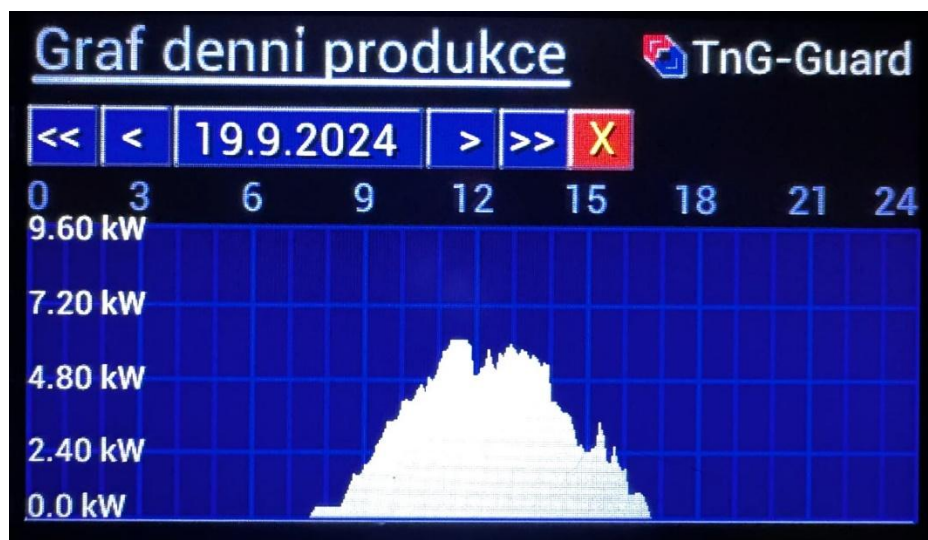 Graf denni produkce TnG-Guard
<< < 19.9.2024 > >> X
0 3 6 9 12 15 18 21 24
9.60 kW
7.20 kW
4.80 kW
2.40 kW
0.0 kW